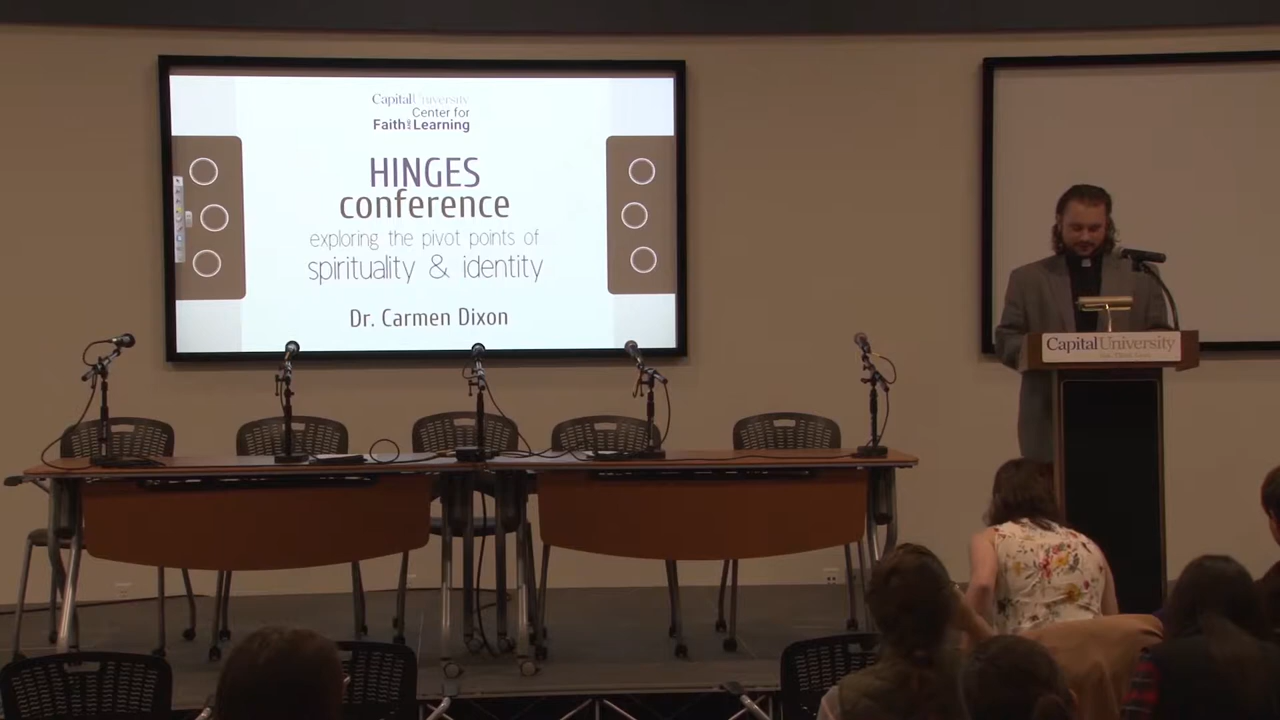 Capital University
Center for
Faith AND Learning
HINGES
conference
exploring the pivot points of
spirituality & identity
Dr. Carmen Dixon
Capital University